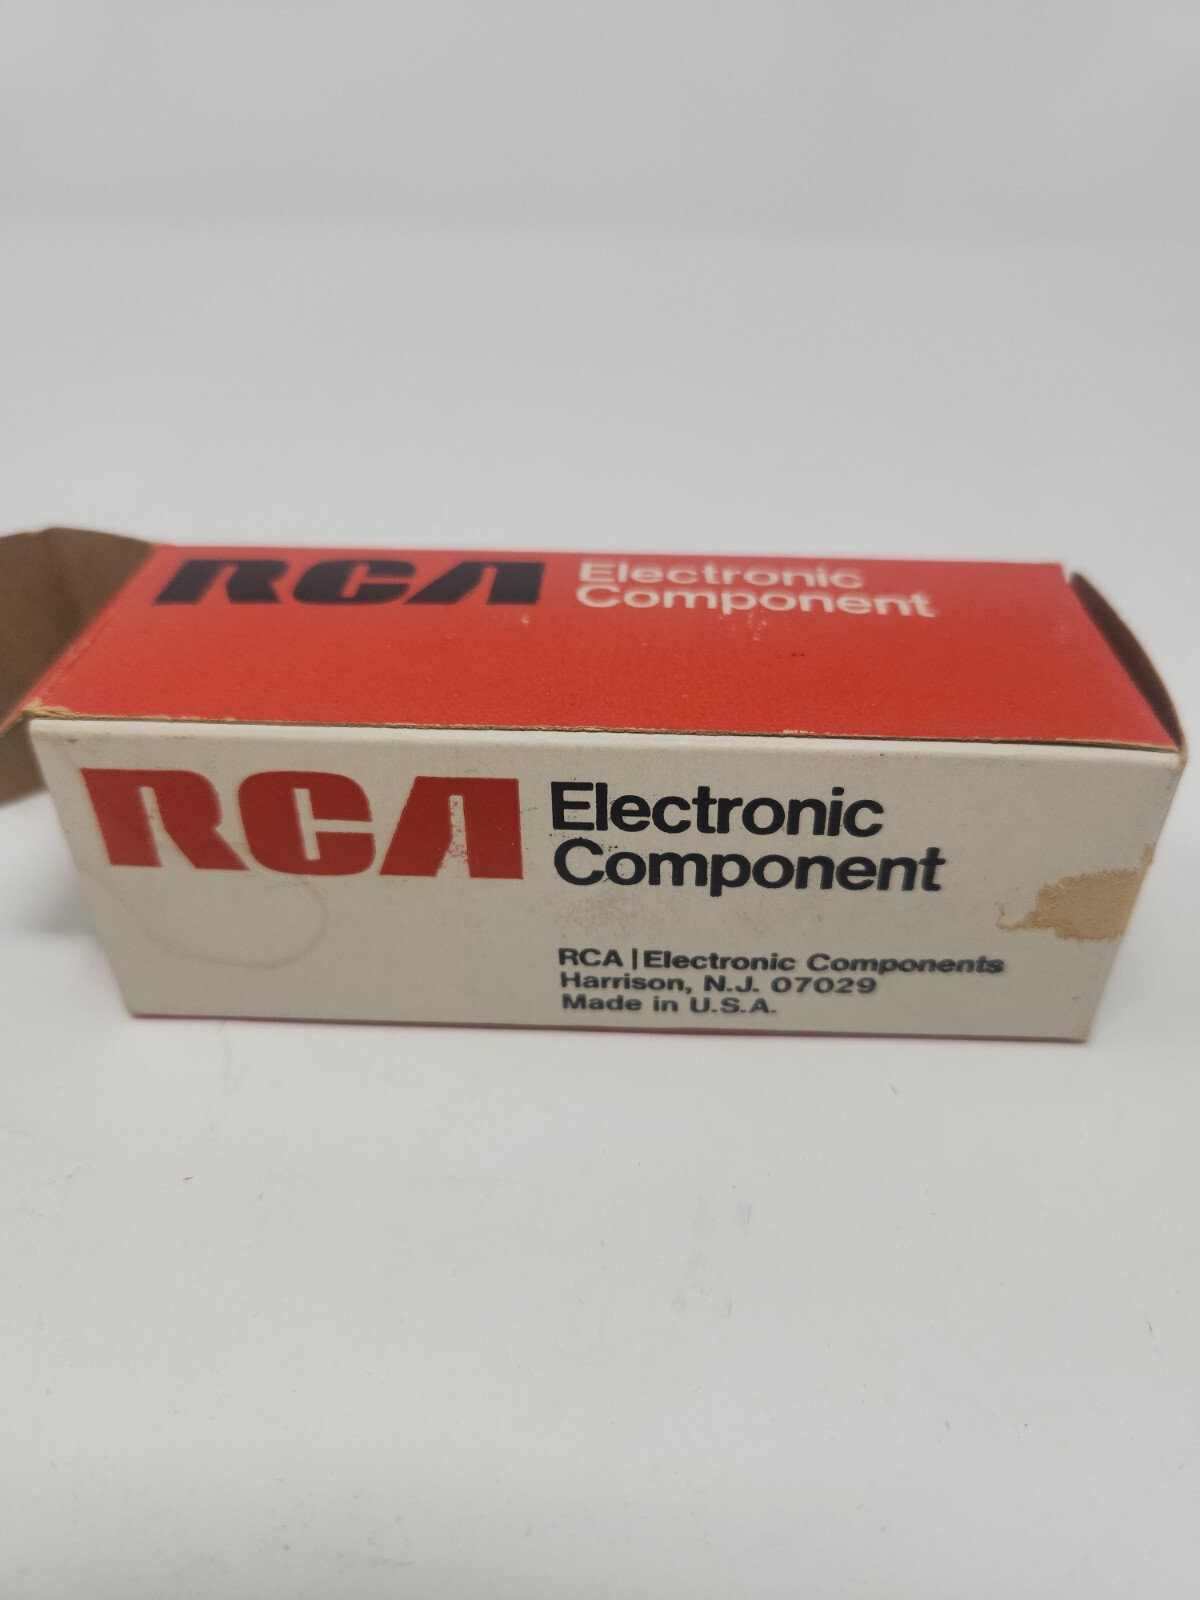 RCA Electronic
Component
RCA Electronic
Component
RCA | Electronic Components
Harrison, N.J. 07029
Made in U.S.A.